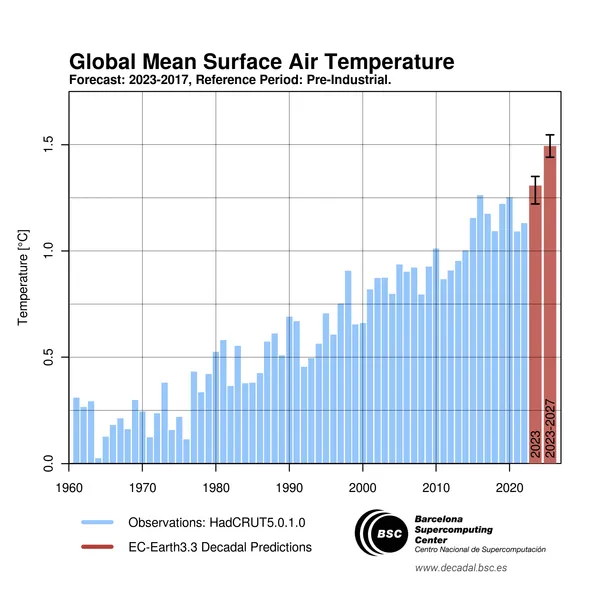 Global Mean Surface Air Temperature
Forecast: 2023-2017, Reference Period: Pre-Industrial.
Temperature [°C]
1.5
1.0
0.5
0.0
2023
2023-2027
1960 1970 1980 1990 2000 2010 2020
Observations: HadCRUT5.0.1.0
EC-Earth3.3 Decadal Predictions
BSC
Barcelona
Supercomputing
Center
Centro Nacional de Supercomputación
www.decadal.bsc.es